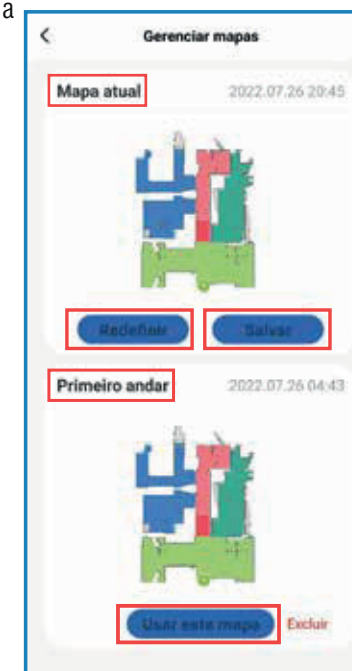 a
Gerenciar mapas
Mapa atual 2022.07.26 20:45
Redefinir Salvar
Primeiro andar 2022.07.26 04:43
Usar este mapa Excluir